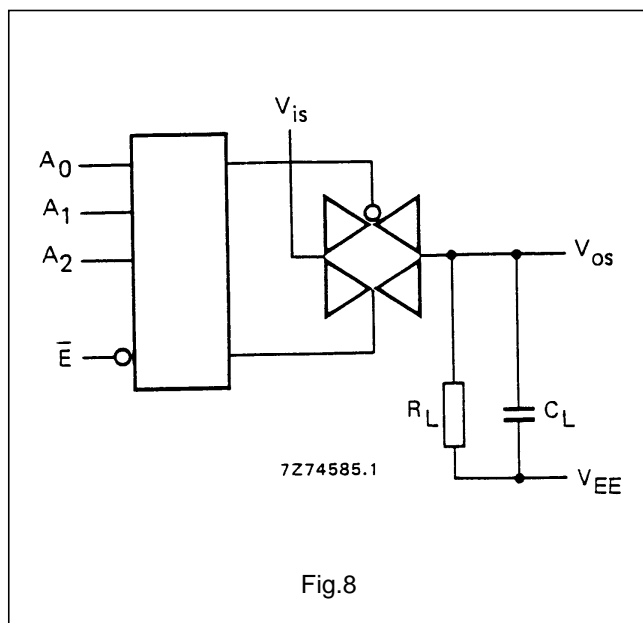 V_is
A_0
A_1
A_2
V_os
E̅
R_L
C_L
7Z74585.1
V_EE
Fig.8